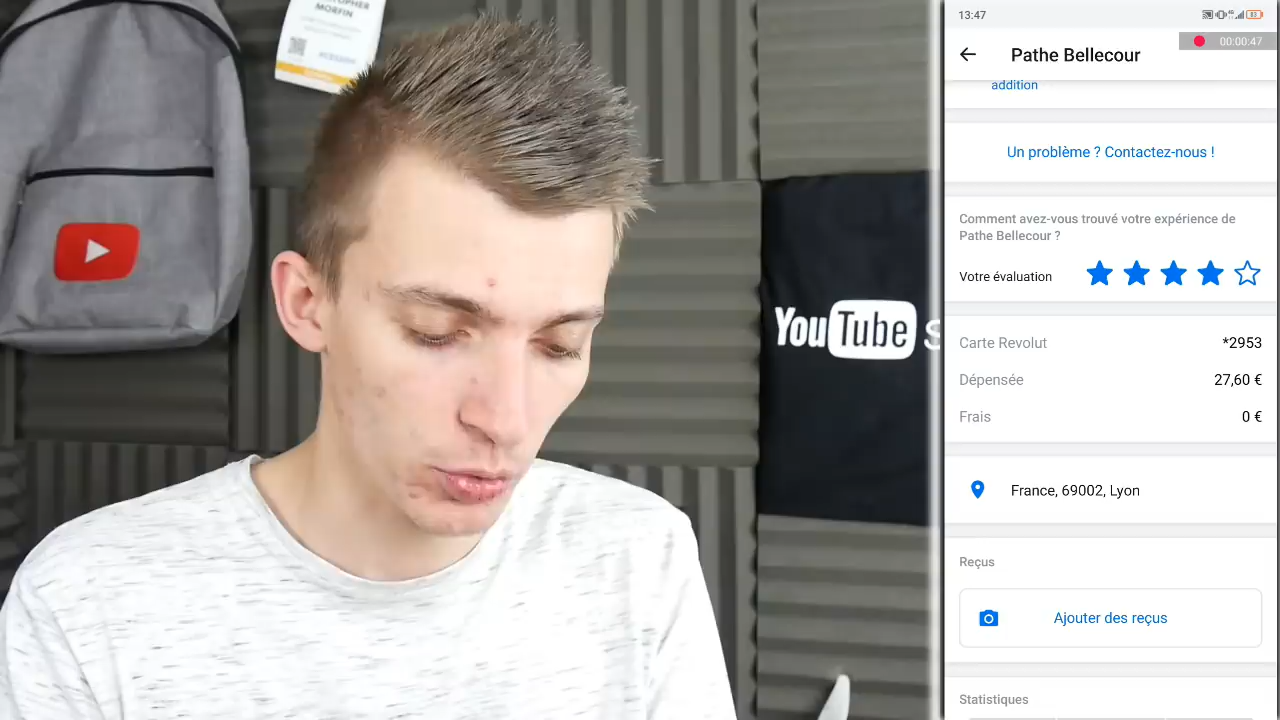 MORFIN
YouTube
13:47
83
00:00:47
Pathe Bellecour
addition
Un problème ? Contactez-nous !
Comment avez-vous trouvé votre expérience de
Pathe Bellecour ?
Votre évaluation
Carte Revolut *2953
Dépensée 27,60 €
Frais 0 €
France, 69002, Lyon
Reçus
Ajouter des reçus
Statistiques